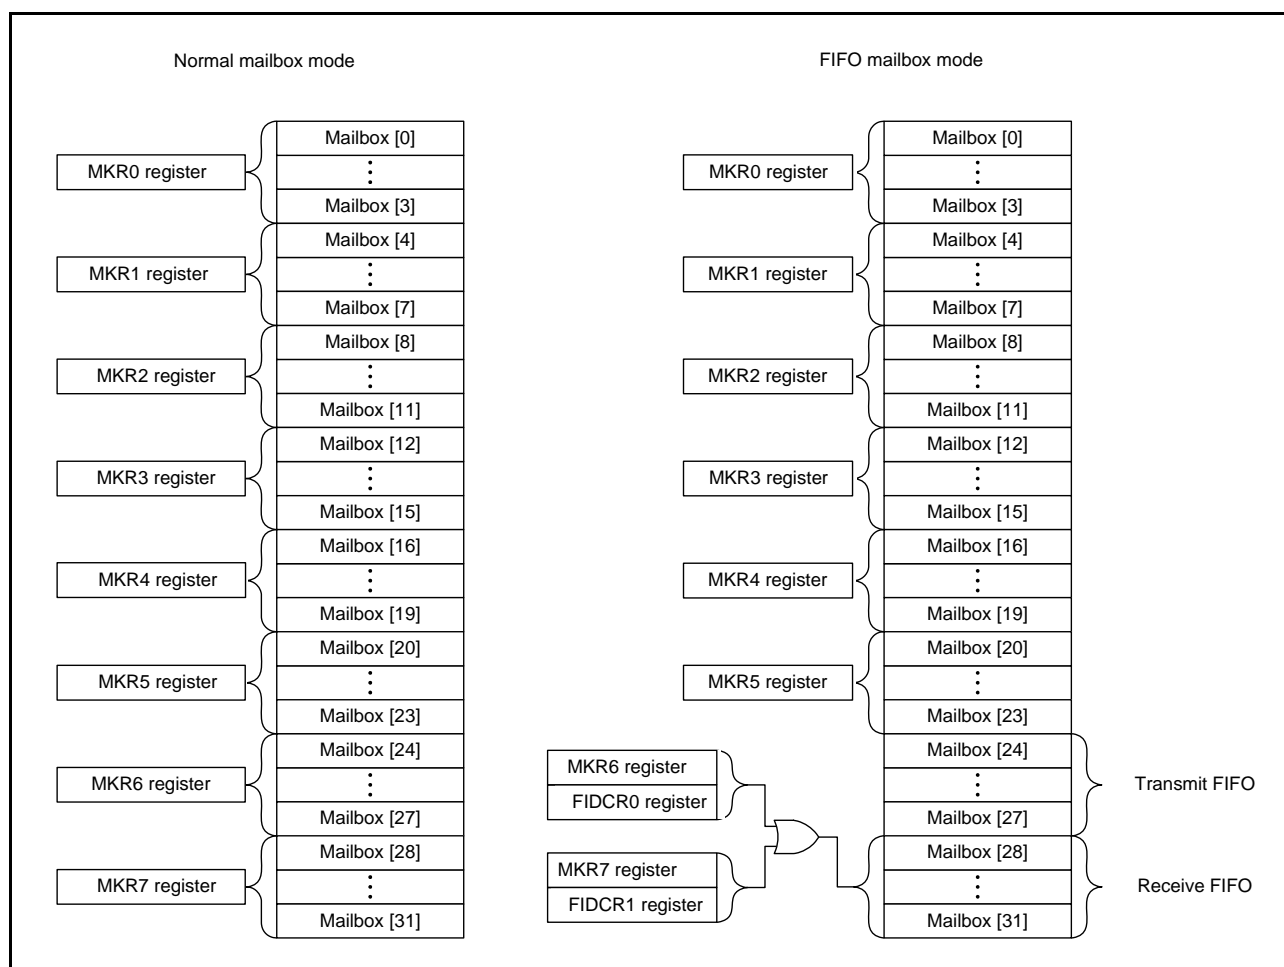 Normal mailbox mode
MKR0 register
Mailbox [0]
Mailbox [3]
MKR1 register
Mailbox [4]
Mailbox [7]
MKR2 register
Mailbox [8]
Mailbox [11]
MKR3 register
Mailbox [12]
Mailbox [15]
MKR4 register
Mailbox [16]
Mailbox [19]
MKR5 register
Mailbox [20]
Mailbox [23]
MKR6 register
Mailbox [24]
Mailbox [27]
MKR7 register
Mailbox [28]
Mailbox [31]
FIFO mailbox mode
MKR0 register
Mailbox [0]
Mailbox [3]
MKR1 register
Mailbox [4]
Mailbox [7]
MKR2 register
Mailbox [8]
Mailbox [11]
MKR3 register
Mailbox [12]
Mailbox [15]
MKR4 register
Mailbox [16]
Mailbox [19]
MKR5 register
Mailbox [20]
Mailbox [23]
MKR6 register
FIDCR0 register
Mailbox [24]
Mailbox [27]
Transmit FIFO
MKR7 register
FIDCR1 register
Mailbox [28]
Mailbox [31]
Receive FIFO